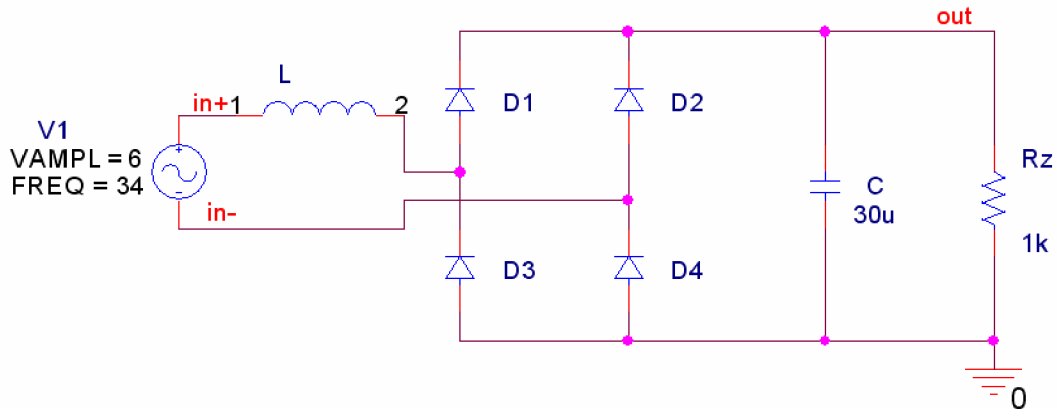 out
L
in+ 1 2 D1 D2
V1
VAMPL = 6
FREQ = 34
Rz
C
30u
in-
1k
D3 D4
0